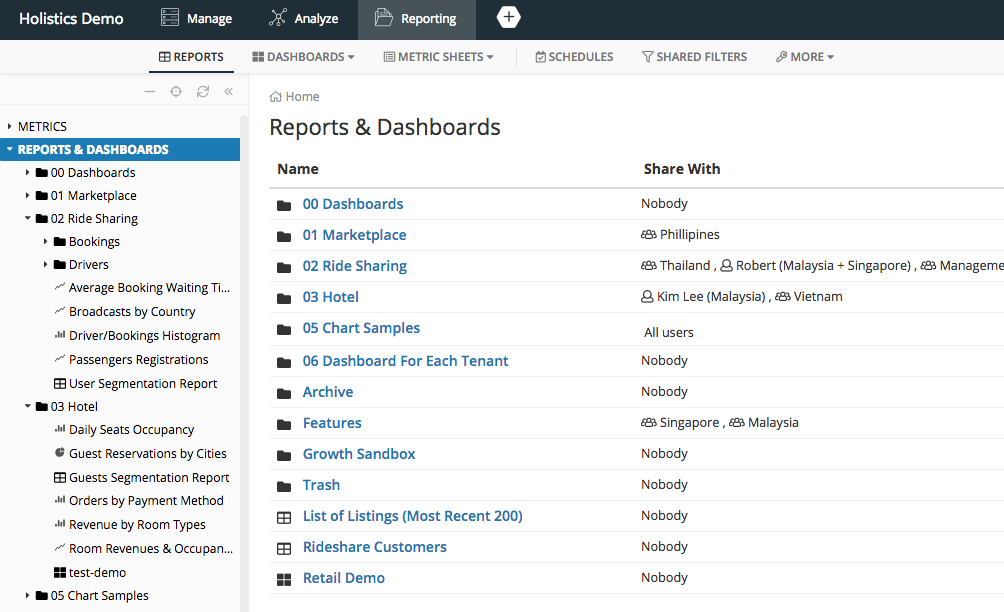 Holistics Demo Manage Analyze Reporting
REPORTS DASHBOARDS METRIC SHEETS SCHEDULES SHARED FILTERS MORE
METRICS
REPORTS & DASHBOARDS
00 Dashboards
01 Marketplace
02 Ride Sharing
Bookings
Drivers
Average Booking Waiting Ti...
Broadcasts by Country
Driver/Bookings Histogram
Passengers Registrations
User Segmentation Report
03 Hotel
Daily Seats Occupancy
Guest Reservations by Cities
Guests Segmentation Report
Orders by Payment Method
Revenue by Room Types
Room Revenues & Occupan...
test-demo
05 Chart Samples
Home
Reports & Dashboards
Name Share With
00 Dashboards Nobody
01 Marketplace Phillipines
02 Ride Sharing Thailand , Robert (Malaysia + Singapore) , Manageme
03 Hotel Kim Lee (Malaysia) , Vietnam
05 Chart Samples All users
06 Dashboard For Each Tenant Nobody
Archive Nobody
Features Singapore , Malaysia
Growth Sandbox Nobody
Trash Nobody
List of Listings (Most Recent 200) Nobody
Rideshare Customers Nobody
Retail Demo Nobody